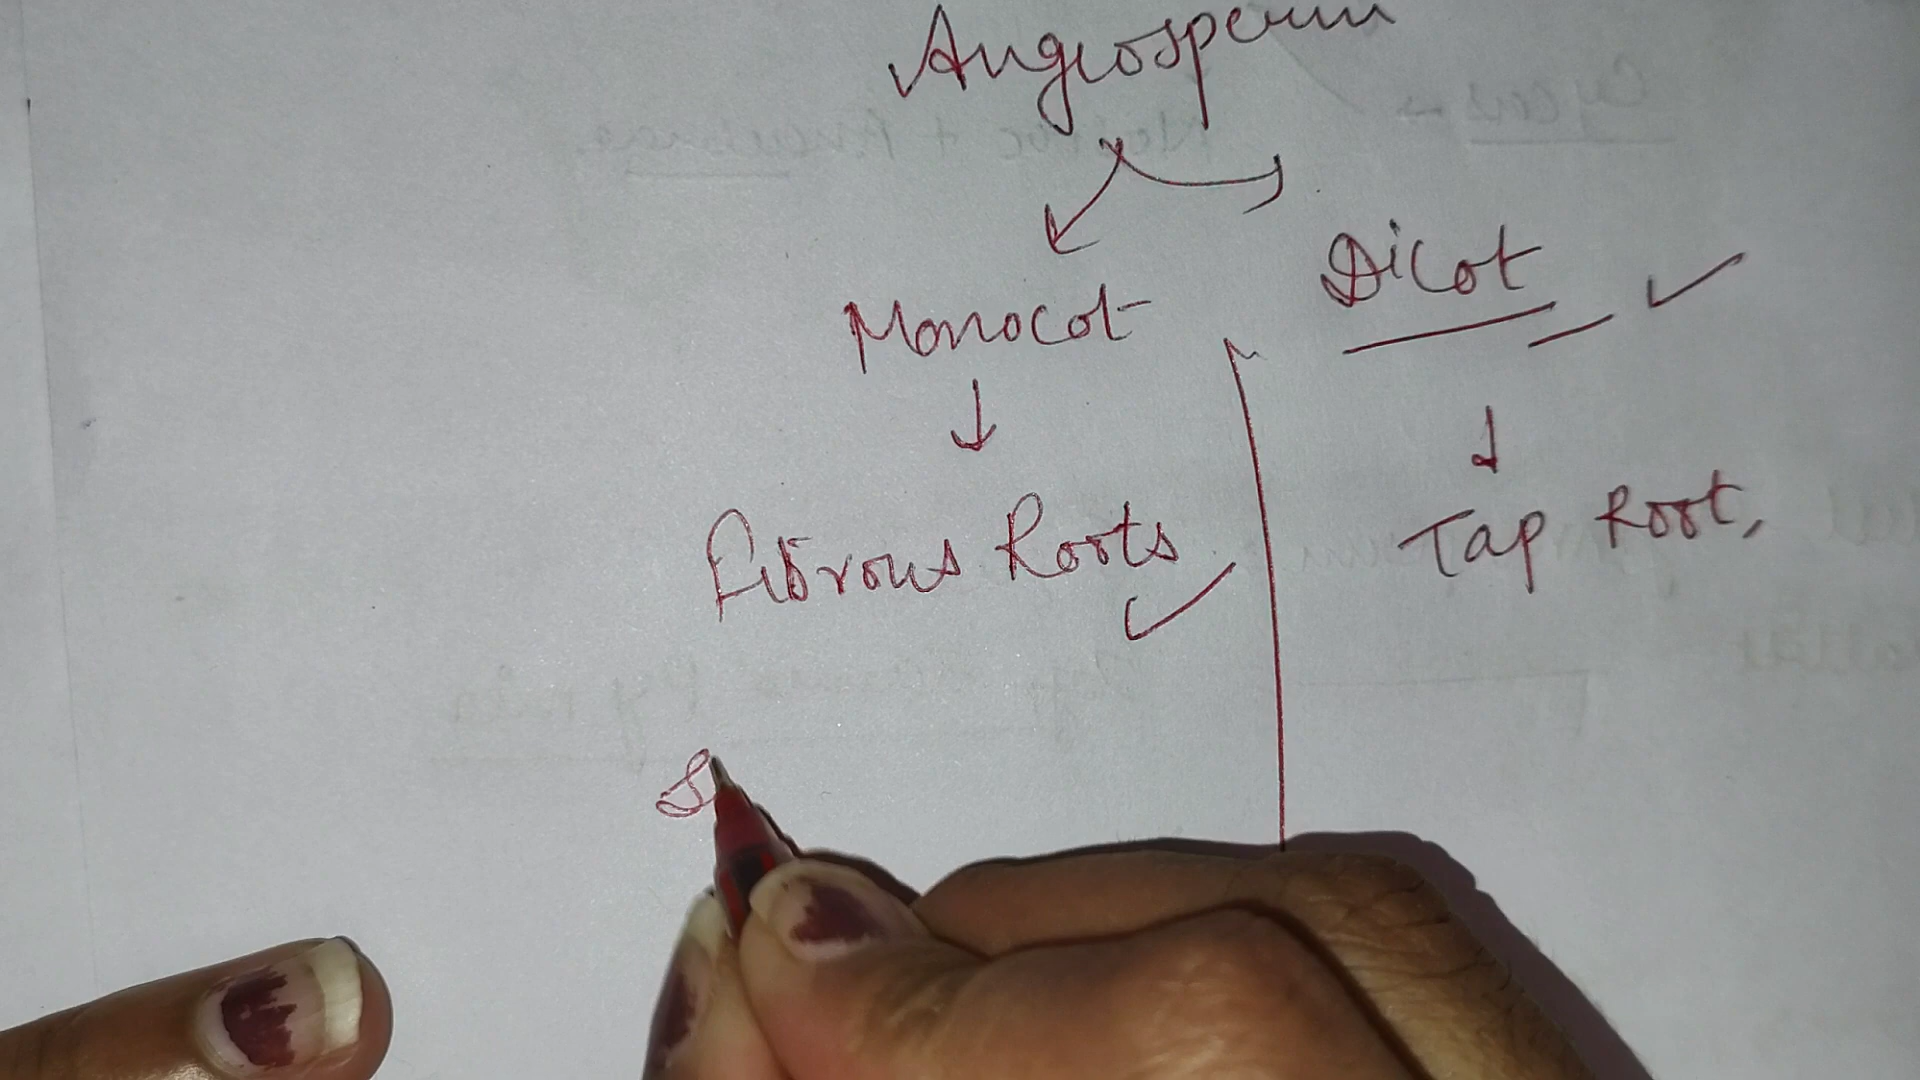 Angiosperm
Monocot
Dicot
Fibrous Roots
Tap Root,
S